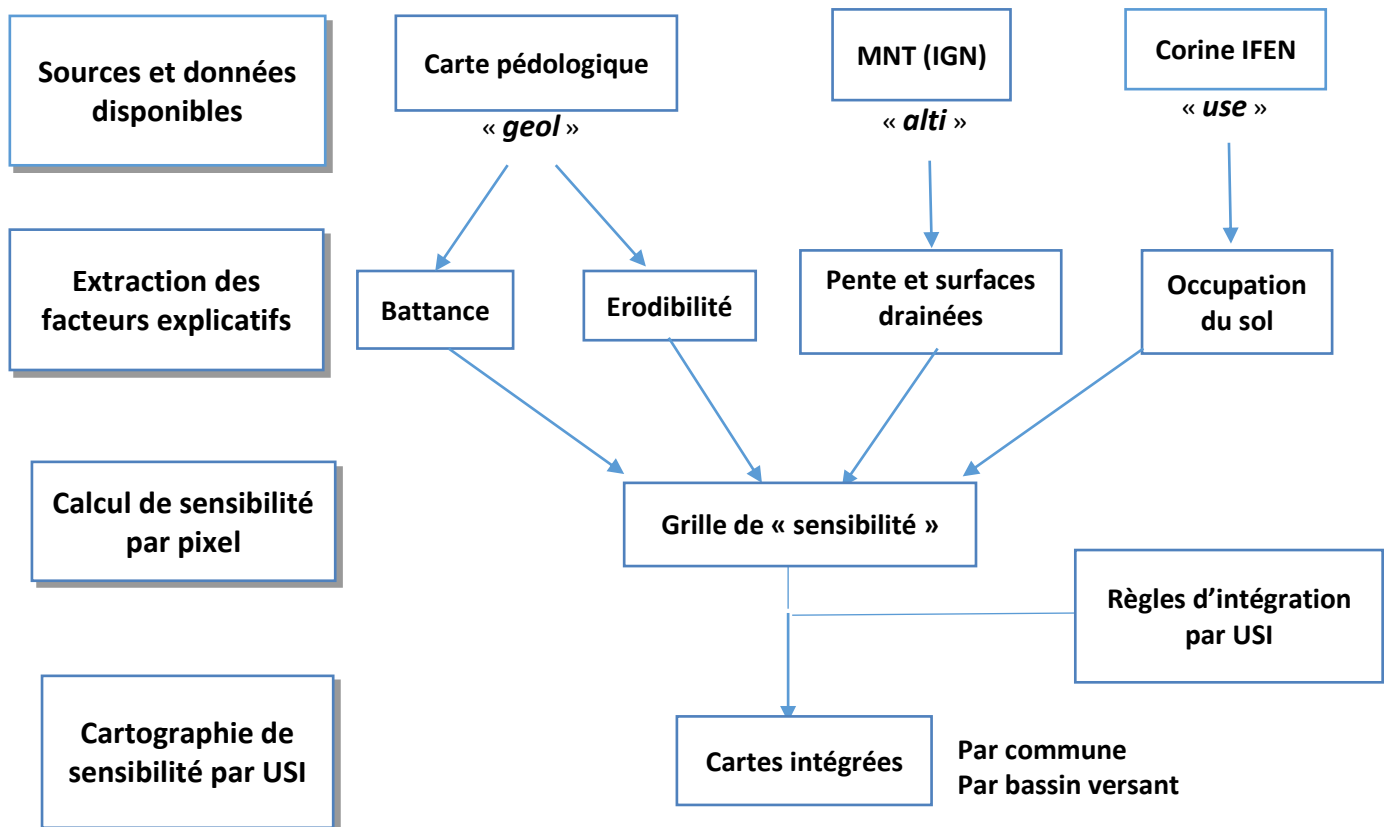 Sources et données
disponibles
Carte pédologique
« geol »
MNT (IGN)
« alti »
Corine IFEN
« use »
Extraction des
facteurs explicatifs
Battance
Erodibilité
Pente et surfaces
drainées
Occupation
du sol
Calcul de sensibilité
par pixel
Grille de « sensibilité »
Règles d’intégration
par USI
Cartographie de
sensibilité par USI
Cartes intégrées
Par commune
Par bassin versant